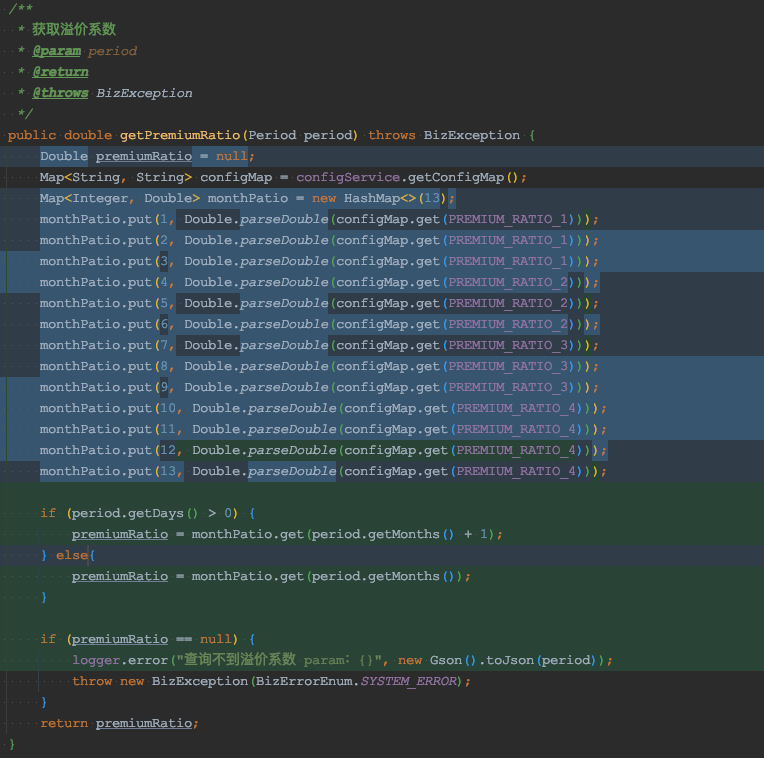 /**
 * 获取溢价系数
 * @param period
 * @return
 * @throws BizException
 */
public double getPremiumRatio(Period period) throws BizException {
    Double premiumRatio = null;
    Map<String, String> configMap = configService.getConfigMap();
    Map<Integer, Double> monthPatio = new HashMap<>(13);
    monthPatio.put(1, Double.parseDouble(configMap.get(PREMIUM_RATIO_1)));
    monthPatio.put(2, Double.parseDouble(configMap.get(PREMIUM_RATIO_1)));
    monthPatio.put(3, Double.parseDouble(configMap.get(PREMIUM_RATIO_1)));
    monthPatio.put(4, Double.parseDouble(configMap.get(PREMIUM_RATIO_2)));
    monthPatio.put(5, Double.parseDouble(configMap.get(PREMIUM_RATIO_2)));
    monthPatio.put(6, Double.parseDouble(configMap.get(PREMIUM_RATIO_2)));
    monthPatio.put(7, Double.parseDouble(configMap.get(PREMIUM_RATIO_3)));
    monthPatio.put(8, Double.parseDouble(configMap.get(PREMIUM_RATIO_3)));
    monthPatio.put(9, Double.parseDouble(configMap.get(PREMIUM_RATIO_3)));
    monthPatio.put(10, Double.parseDouble(configMap.get(PREMIUM_RATIO_4)));
    monthPatio.put(11, Double.parseDouble(configMap.get(PREMIUM_RATIO_4)));
    monthPatio.put(12, Double.parseDouble(configMap.get(PREMIUM_RATIO_4)));
    monthPatio.put(13, Double.parseDouble(configMap.get(PREMIUM_RATIO_4)));
    if (period.getDays() > 0) {
        premiumRatio = monthPatio.get(period.getMonths() + 1);
    } else{
        premiumRatio = monthPatio.get(period.getMonths());
    }
    if (premiumRatio == null) {
        logger.error("查询不到溢价系数 param: {}", new Gson().toJson(period));
        throw new BizException(BizErrorEnum.SYSTEM_ERROR);
    }
    return premiumRatio;
}